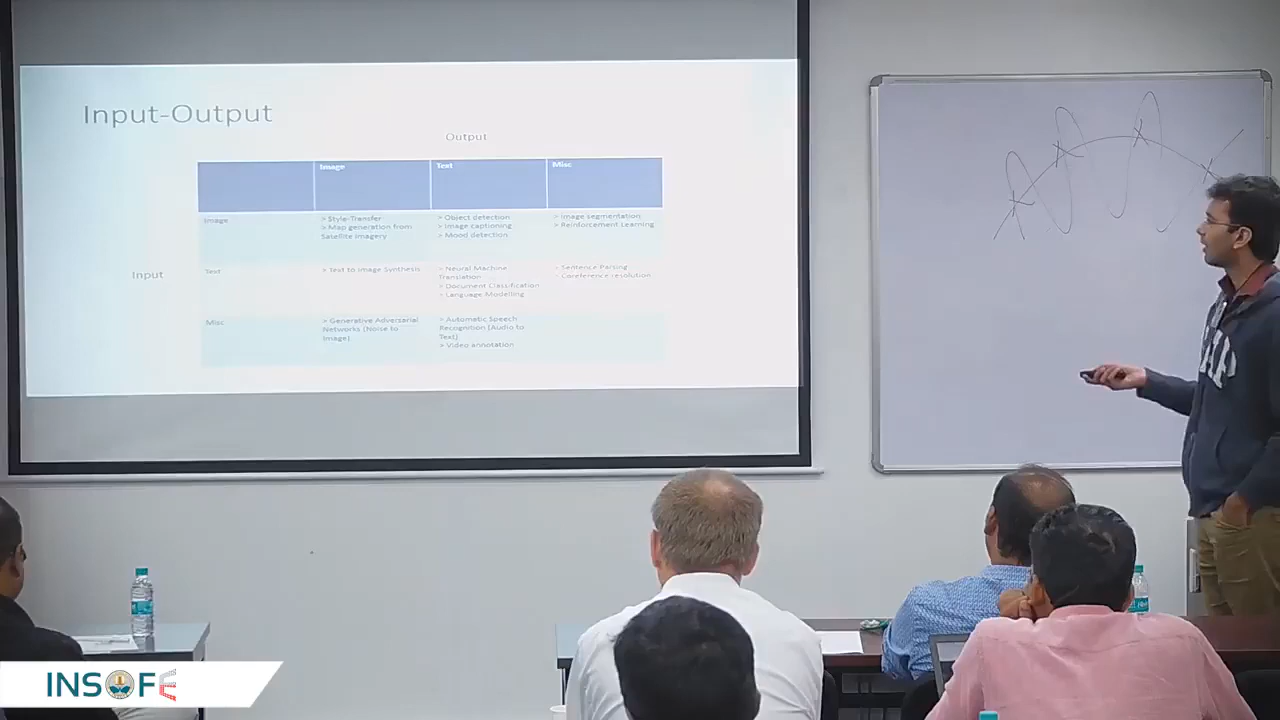 Input-Output
Output
Image Text Misc
Image
> Style-Transfer
> Map generation from
Satellite Imagery
> Object detection
> Image captioning
> Mood detection
> Image segmentation
> Reinforcement Learning
Input
Text
> Text to Image Synthesis
> Neural Machine
Translation
> Document Classification
> Language Modelling
> Sentence Parsing
> Coreference resolution
Misc
> Generative Adversarial
Networks (Noise to
Image)
> Automatic Speech
Recognition (Audio to
Text)
> Video annotation
INSOFE